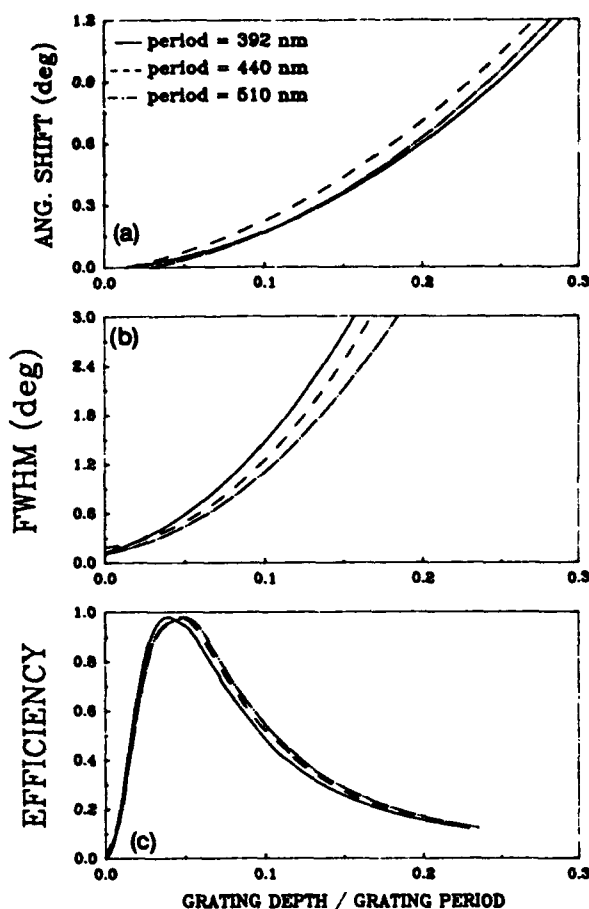 1.2
0.9
0.6
0.3
0.0
ANG. SHIFT (deg)
period = 392 nm
period = 440 nm
period = 510 nm
(a)
0.0 0.1 0.2 0.3
3.0
2.4
1.8
1.2
0.6
0.0
FWHM (deg)
(b)
0.0 0.1 0.2 0.3
1.0
0.8
0.6
0.4
0.2
0.0
EFFICIENCY
(c)
0.0 0.1 0.2 0.3
GRATING DEPTH / GRATING PERIOD